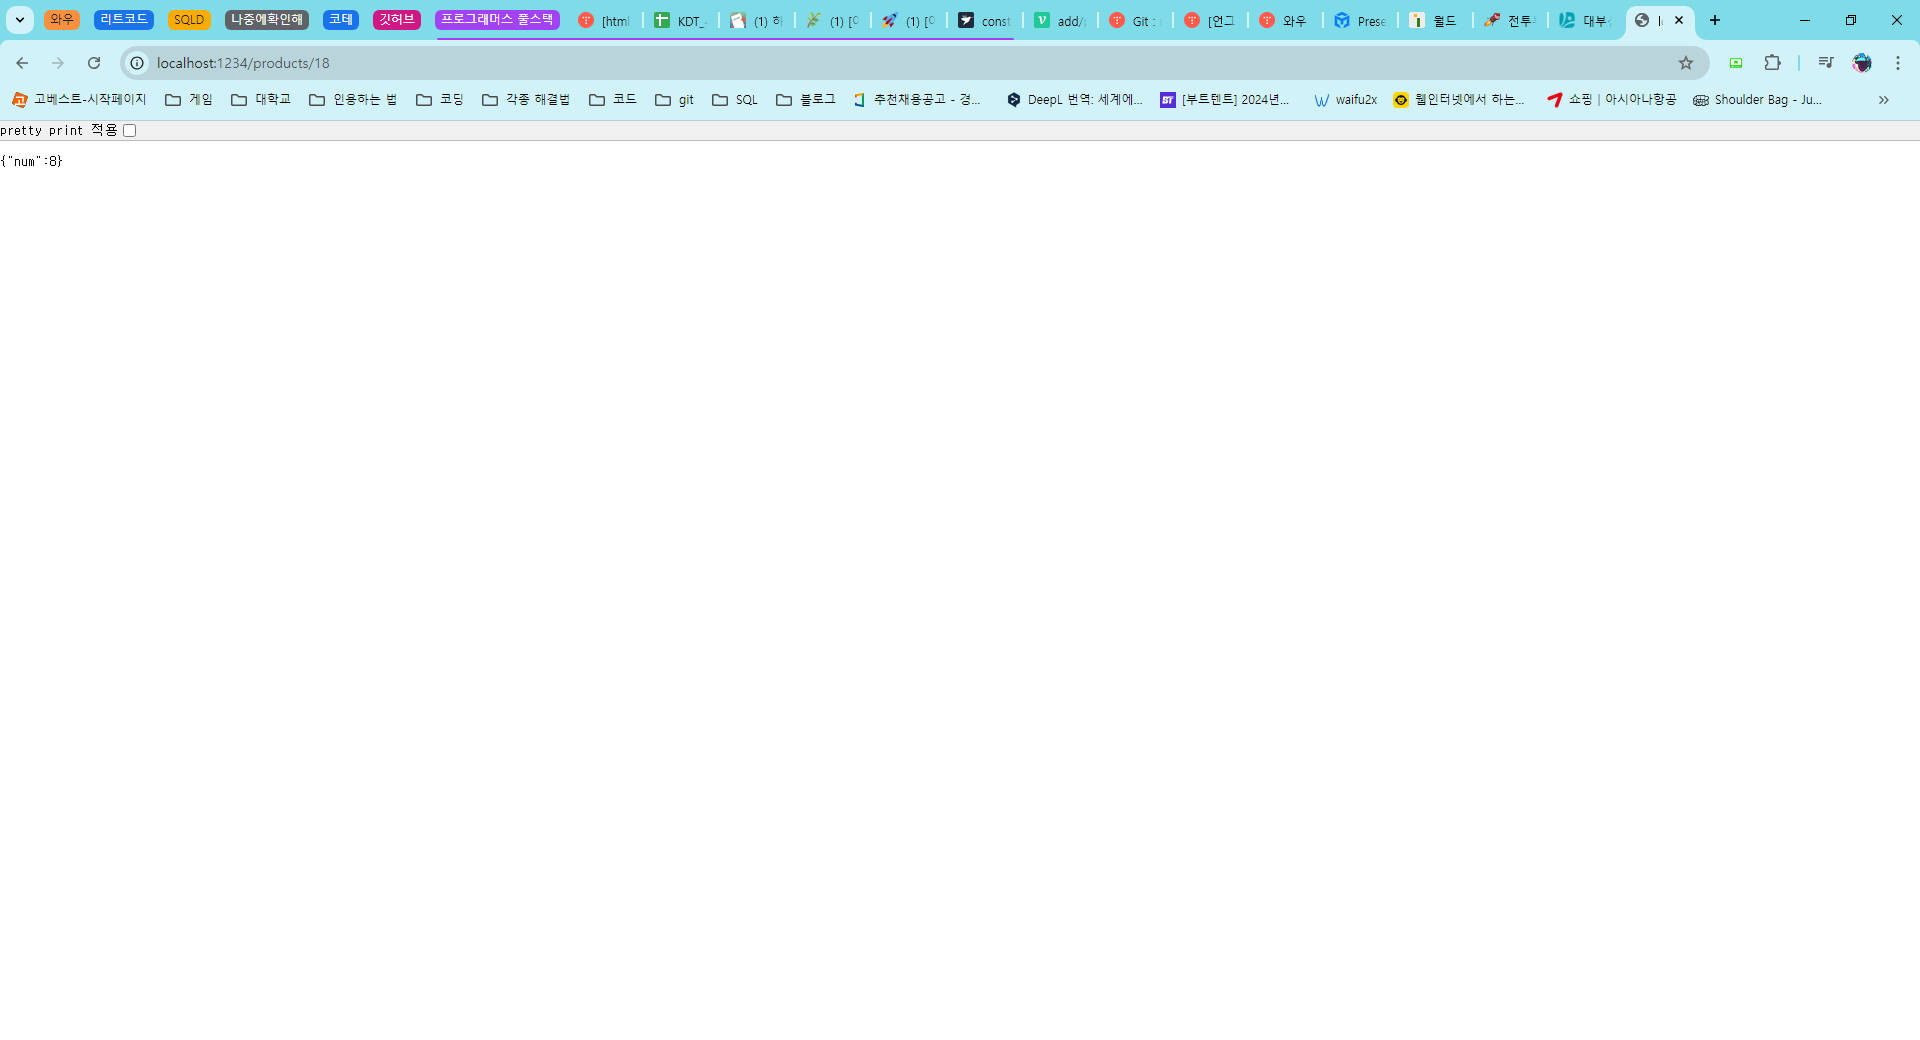 와우 리트코드 SQLD 나중에확인해 코테 깃허브 프로그래머스 풀스택 [html KDT_ (1) 하 (1) [ (1) [ const add/ Git : [언그 와우 Prese 월드 전투 대부
localhost:1234/products/18
고베스트-시작페이지 게임 대학교 인용하는 법 코딩 각종 해결법 코드 git SQL 블로그 추천채용공고 - 경... DeepL 번역: 세계에... [부트텐트] 2024년... waifu2x 웹인터넷에서 하는... 쇼핑 | 아시아나항공 Shoulder Bag - Ju...
pretty print 적용
{"num":8}